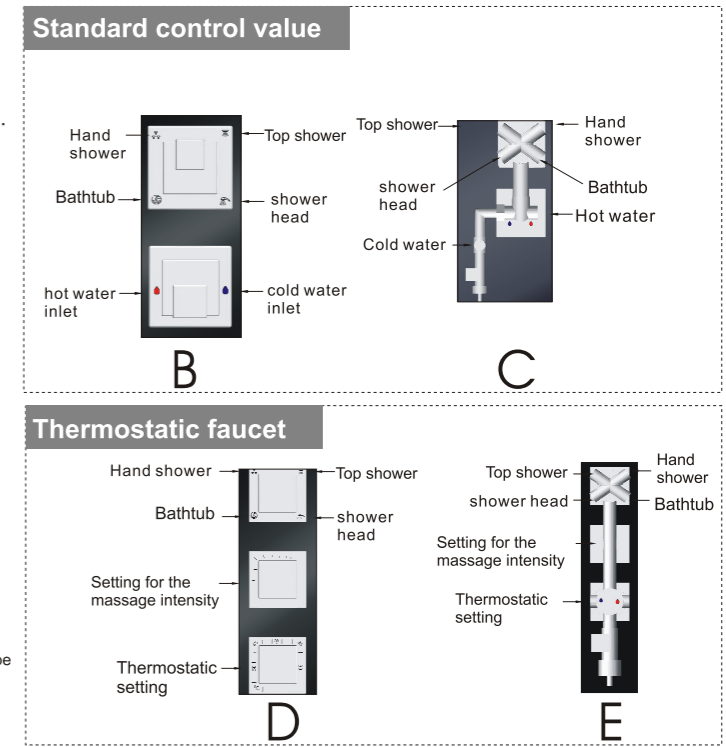 Standard control value
Hand
shower
Top shower
Bathtub
shower
head
hot water
inlet
cold water
inlet
B
Top shower
Hand
shower
shower
head
Bathtub
Hot water
Cold water
C
Thermostatic faucet
Hand shower
Top shower
Bathtub
shower
head
Setting for the
massage intensity
Thermostatic
setting
D
Top shower
Hand
shower
shower head
Bathtub
Setting for the
massage intensity
Thermostatic
setting
E